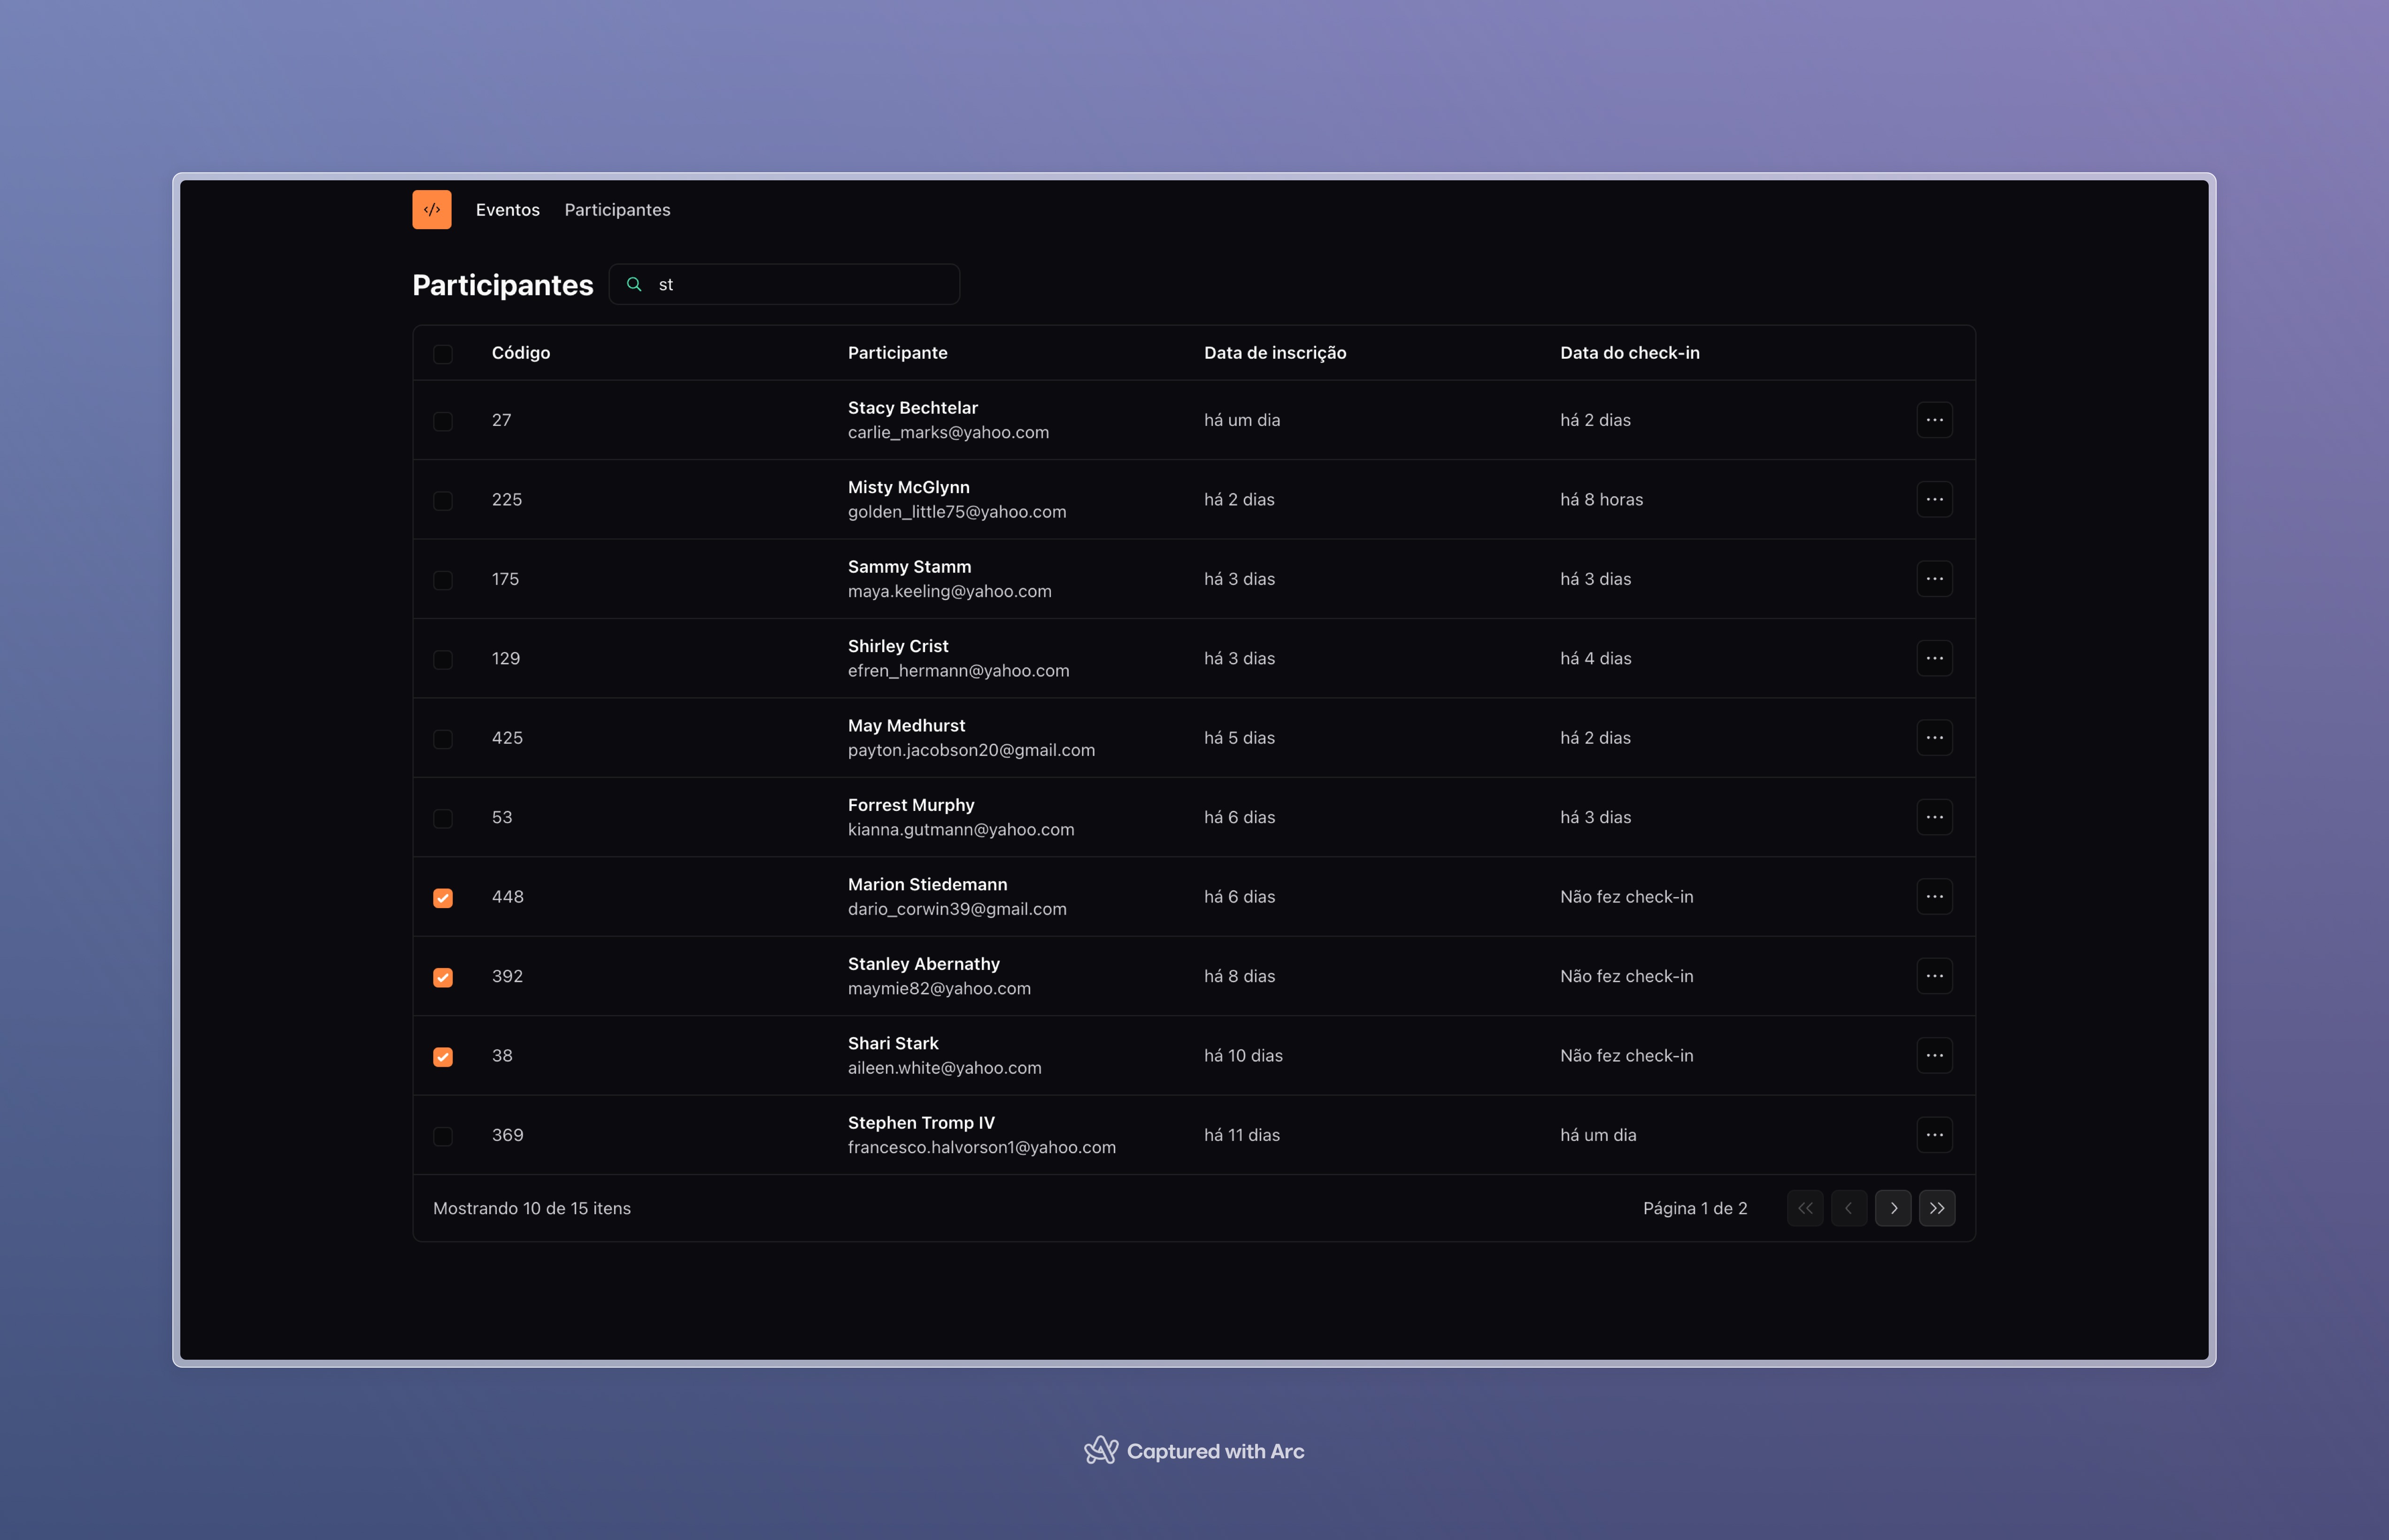 </> Eventos Participantes
Participantes st
Código Participante Data de inscrição Data do check-in
27 Stacy Bechtelar há um dia há 2 dias
carlie_marks@yahoo.com
225 Misty McGlynn há 2 dias há 8 horas
golden_little75@yahoo.com
175 Sammy Stamm há 3 dias há 3 dias
maya.keeling@yahoo.com
129 Shirley Crist há 3 dias há 4 dias
efren_hermann@yahoo.com
425 May Medhurst há 5 dias há 2 dias
payton.jacobson20@gmail.com
53 Forrest Murphy há 6 dias há 3 dias
kianna.gutmann@yahoo.com
448 Marion Stiedemann há 6 dias Não fez check-in
dario_corwin39@gmail.com
392 Stanley Abernathy há 8 dias Não fez check-in
maymie82@yahoo.com
38 Shari Stark há 10 dias Não fez check-in
aileen.white@yahoo.com
369 Stephen Tromp IV há 11 dias há um dia
francesco.halvorson1@yahoo.com
Mostrando 10 de 15 itens Página 1 de 2
Captured with Arc